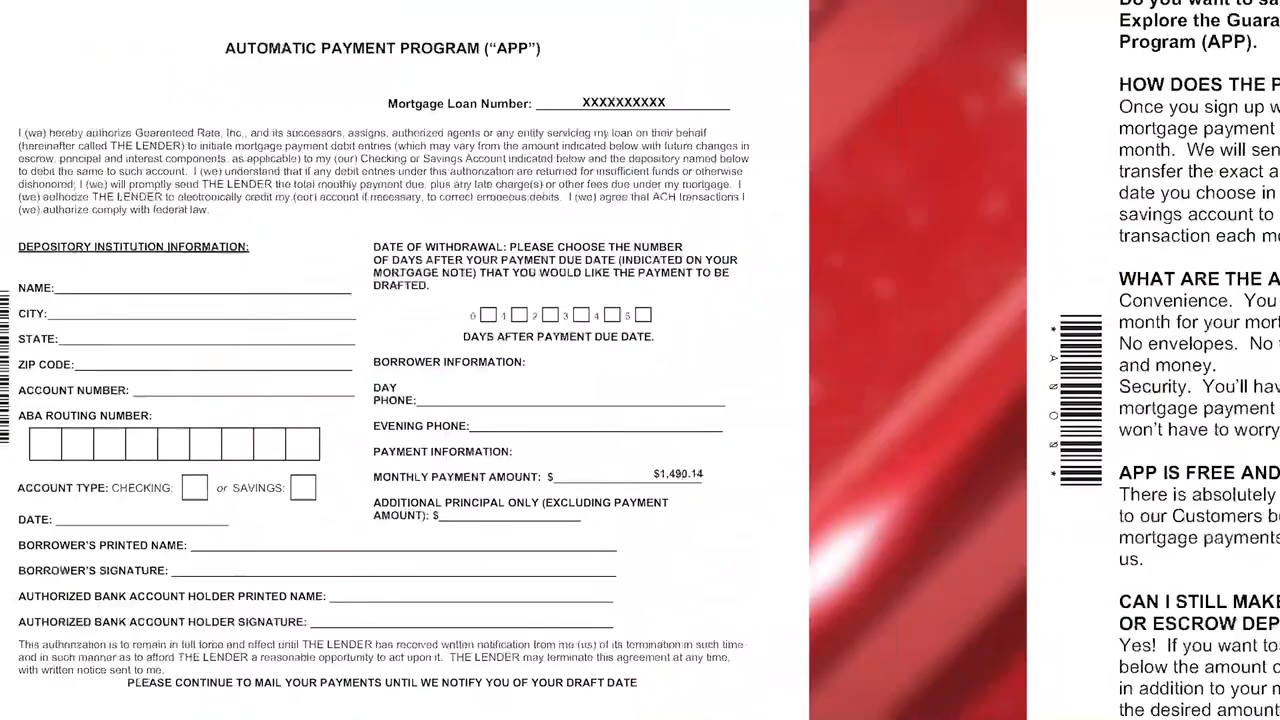 AUTOMATIC PAYMENT PROGRAM (“APP”)
Mortgage Loan Number: XXXXXXXXXX
I (we) hereby authorize Guaranteed Rate, Inc., and its successors, assigns, authorized agents or any entity servicing my loan on their behalf
(hereinafter called THE LENDER) to initiate mortgage payment debit entries (which may vary from the amount indicated below with future changes in
escrow, principal and interest components, as applicable) to my (our) Checking or Savings Account indicated below and the depository named below
to debit the same to such account. I (we) understand that if any debit entries under this authorization are returned for insufficient funds or otherwise
dishonored, I (we) will promptly send THE LENDER the total monthly payment due, plus any late charge(s) or other fees due under my mortgage. I
(we) authorize THE LENDER to electronically credit my (our) account if necessary, to correct erroneous debits. I (we) agree that ACH transactions I
(we) authorize comply with federal law.
DEPOSITORY INSTITUTION INFORMATION:
NAME:
CITY:
STATE:
ZIP CODE:
ACCOUNT NUMBER:
ABA ROUTING NUMBER:
ACCOUNT TYPE: CHECKING: or SAVINGS:
DATE:
DATE OF WITHDRAWAL: PLEASE CHOOSE THE NUMBER
OF DAYS AFTER YOUR PAYMENT DUE DATE (INDICATED ON YOUR
MORTGAGE NOTE) THAT YOU WOULD LIKE THE PAYMENT TO BE
DRAFTED.
0 1 2 3 4 5
DAYS AFTER PAYMENT DUE DATE.
BORROWER INFORMATION:
DAY
PHONE:
EVENING PHONE:
PAYMENT INFORMATION:
MONTHLY PAYMENT AMOUNT: $ $1,490.14
ADDITIONAL PRINCIPAL ONLY (EXCLUDING PAYMENT
AMOUNT): $
BORROWER'S PRINTED NAME:
BORROWER'S SIGNATURE:
AUTHORIZED BANK ACCOUNT HOLDER PRINTED NAME:
AUTHORIZED BANK ACCOUNT HOLDER SIGNATURE:
This authorization is to remain in full force and effect until THE LENDER has received written notification from me (us) of its termination in such time
and in such manner as to afford THE LENDER a reasonable opportunity to act upon it. THE LENDER may terminate this agreement at any time,
with written notice sent to me.
PLEASE CONTINUE TO MAIL YOUR PAYMENTS UNTIL WE NOTIFY YOU OF YOUR DRAFT DATE
Do you want to sa
Explore the Guara
Program (APP).
HOW DOES THE P
Once you sign up w
mortgage payment
month. We will sen
transfer the exact a
date you choose in
savings account to
transaction each mo
WHAT ARE THE A
Convenience. You
month for your mort
No envelopes. No
and money.
Security. You'll hav
mortgage payment
won't have to worry
APP IS FREE AND
There is absolutely
to our Customers be
mortgage payments
us.
CAN I STILL MAKE
OR ESCROW DEP
Yes! If you want to
below the amount
in addition to your m
the desired amount